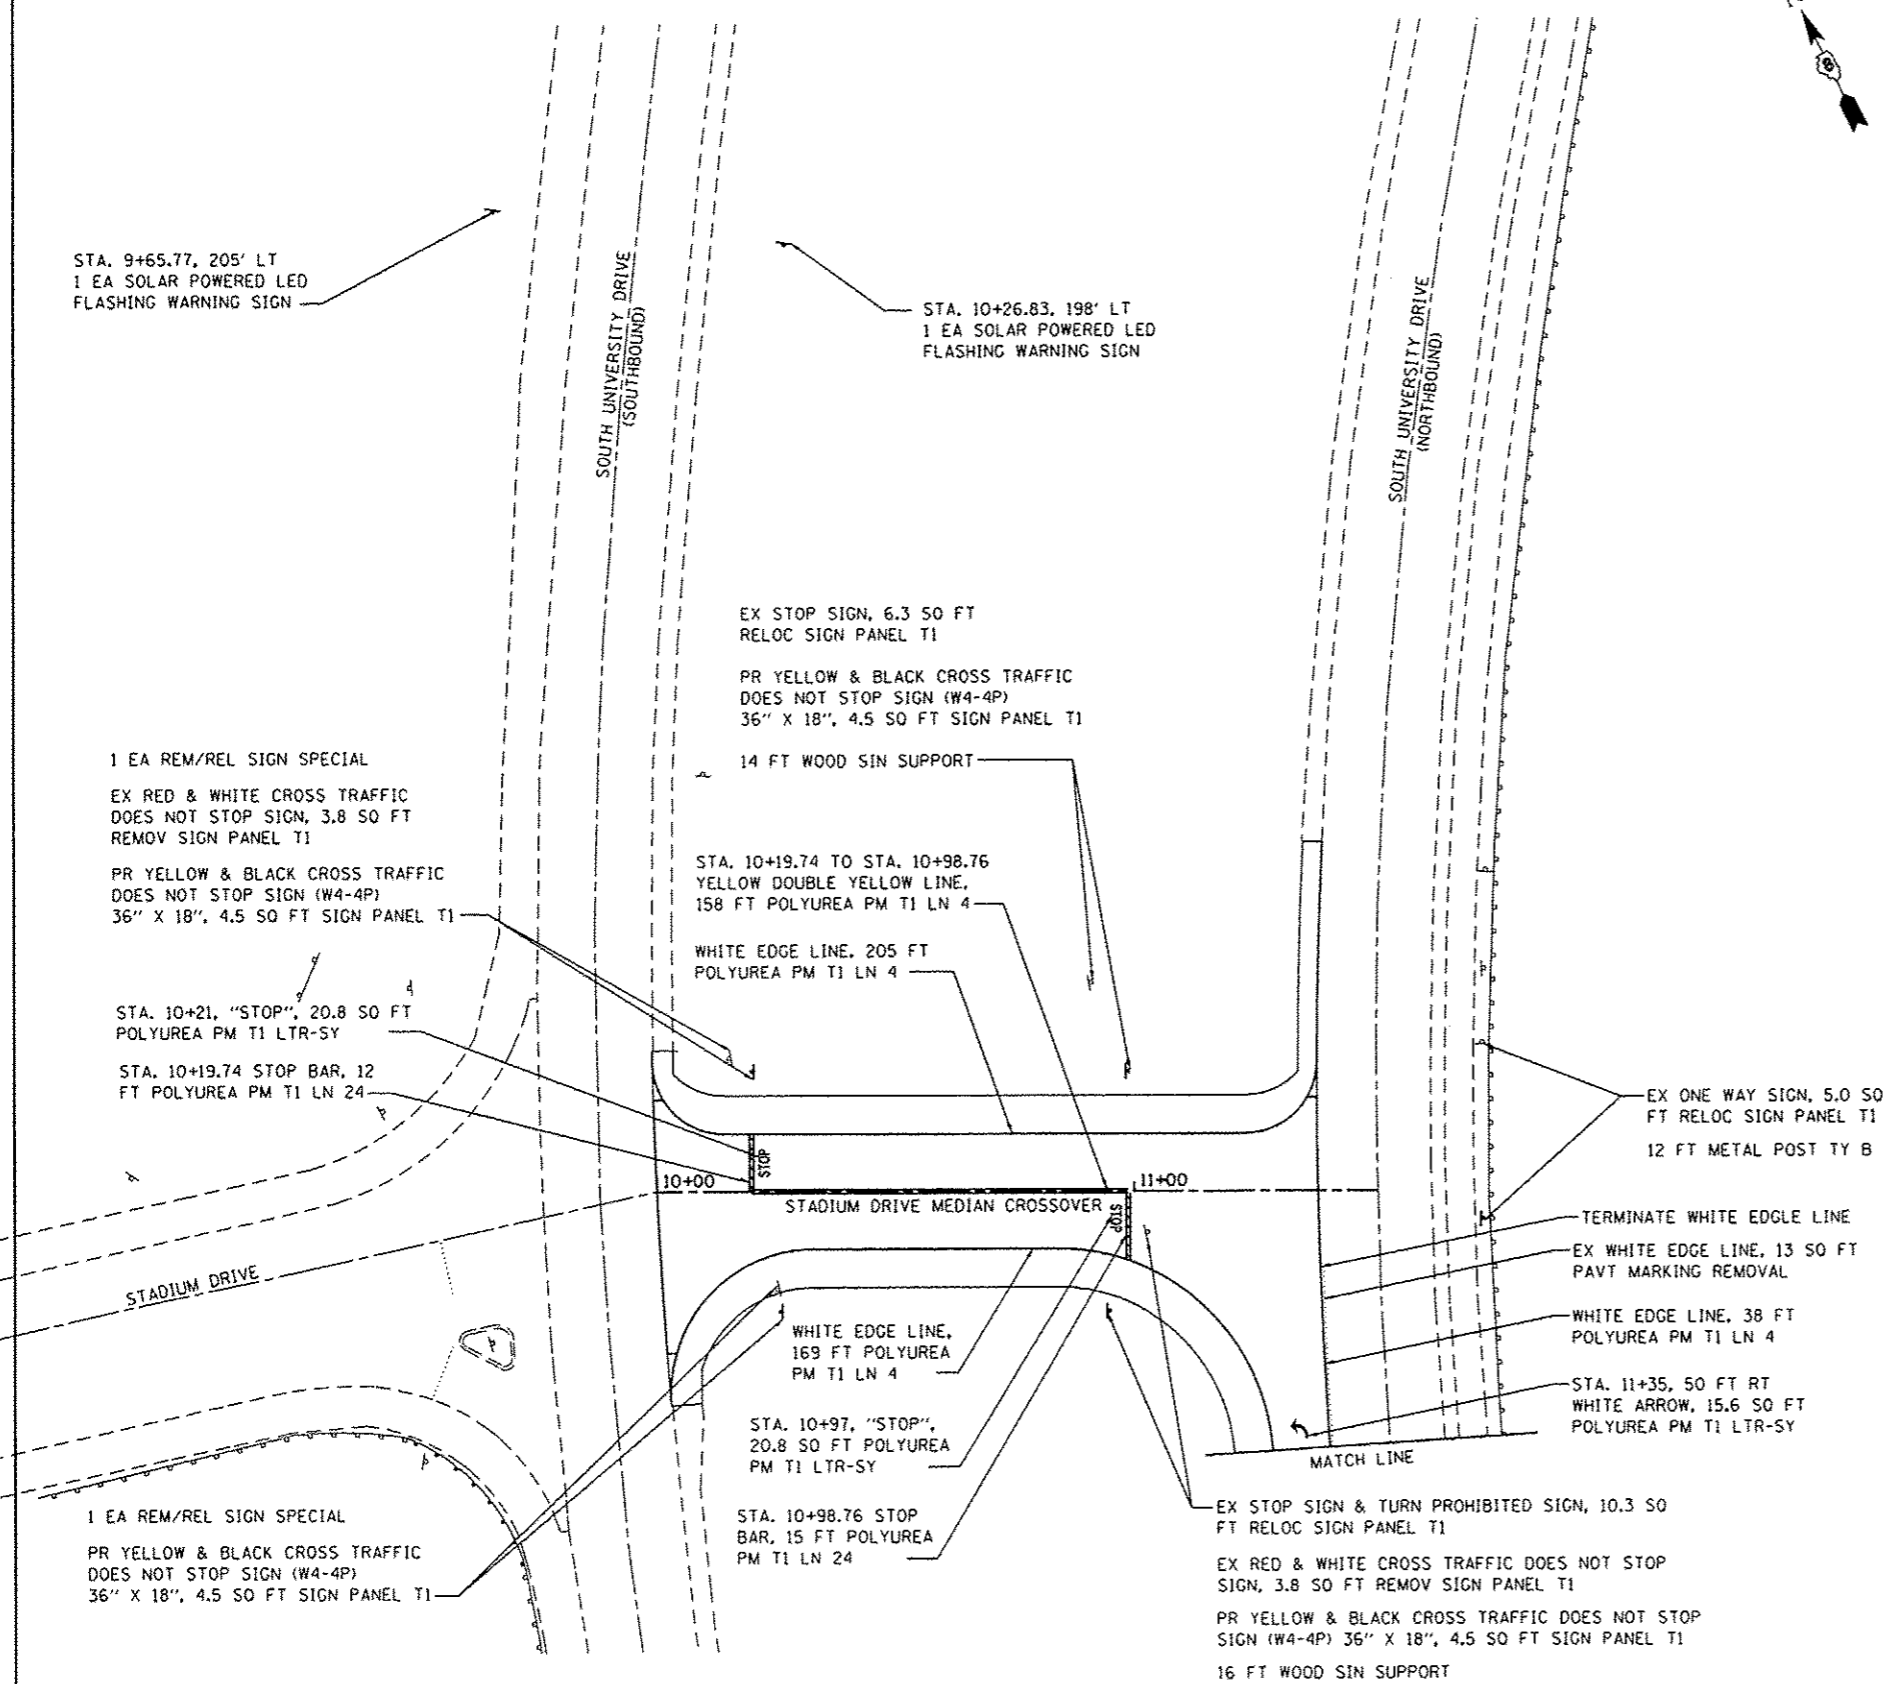 STA. 9+65.77, 205' LT
1 EA SOLAR POWERED LED
FLASHING WARNING SIGN
SOUTH UNIVERSITY DRIVE
(SOUTHBOUND)
STA. 10+26.83, 198' LT
1 EA SOLAR POWERED LED
FLASHING WARNING SIGN
SOUTH UNIVERSITY DRIVE
(NORTHBOUND)
EX STOP SIGN, 6.3 SQ FT
RELOC SIGN PANEL T1
PR YELLOW & BLACK CROSS TRAFFIC
DOES NOT STOP SIGN (W4-4P)
36" X 18", 4.5 SQ FT SIGN PANEL T1
14 FT WOOD SIN SUPPORT
1 EA REM/REL SIGN SPECIAL
EX RED & WHITE CROSS TRAFFIC
DOES NOT STOP SIGN, 3.8 SQ FT
REMOV SIGN PANEL T1
PR YELLOW & BLACK CROSS TRAFFIC
DOES NOT STOP SIGN (W4-4P)
36" X 18", 4.5 SQ FT SIGN PANEL T1
STA. 10+19.74 TO STA. 10+98.76
YELLOW DOUBLE YELLOW LINE,
158 FT POLYUREA PM T1 LN 4
WHITE EDGE LINE, 205 FT
POLYUREA PM T1 LN 4
STA. 10+21, "STOP", 20.8 SQ FT
POLYUREA PM T1 LTR-SY
STA. 10+19.74 STOP BAR, 12
FT POLYUREA PM T1 LN 24
EX ONE WAY SIGN, 5.0 SQ
FT RELOC SIGN PANEL T1
12 FT METAL POST TY B
STOP
10+00
11+00
STADIUM DRIVE MEDIAN CROSSOVER
STOP
STADIUM DRIVE
TERMINATE WHITE EDGLE LINE
EX WHITE EDGE LINE, 13 SQ FT
PAVT MARKING REMOVAL
WHITE EDGE LINE, 38 FT
POLYUREA PM T1 LN 4
STA. 11+35, 50 FT RT
WHITE ARROW, 15.6 SQ FT
POLYUREA PM T1 LTR-SY
WHITE EDGE LINE,
169 FT POLYUREA
PM T1 LN 4
STA. 10+97, "STOP",
20.8 SQ FT POLYUREA
PM T1 LTR-SY
MATCH LINE
STA. 10+98.76 STOP
BAR, 15 FT POLYUREA
PM T1 LN 24
1 EA REM/REL SIGN SPECIAL
PR YELLOW & BLACK CROSS TRAFFIC
DOES NOT STOP SIGN (W4-4P)
36" X 18", 4.5 SQ FT SIGN PANEL T1
EX STOP SIGN & TURN PROHIBITED SIGN, 10.3 SQ
FT RELOC SIGN PANEL T1
EX RED & WHITE CROSS TRAFFIC DOES NOT STOP
SIGN, 3.8 SQ FT REMOV SIGN PANEL T1
PR YELLOW & BLACK CROSS TRAFFIC DOES NOT STOP
SIGN (W4-4P) 36" X 18", 4.5 SQ FT SIGN PANEL T1
16 FT WOOD SIN SUPPORT